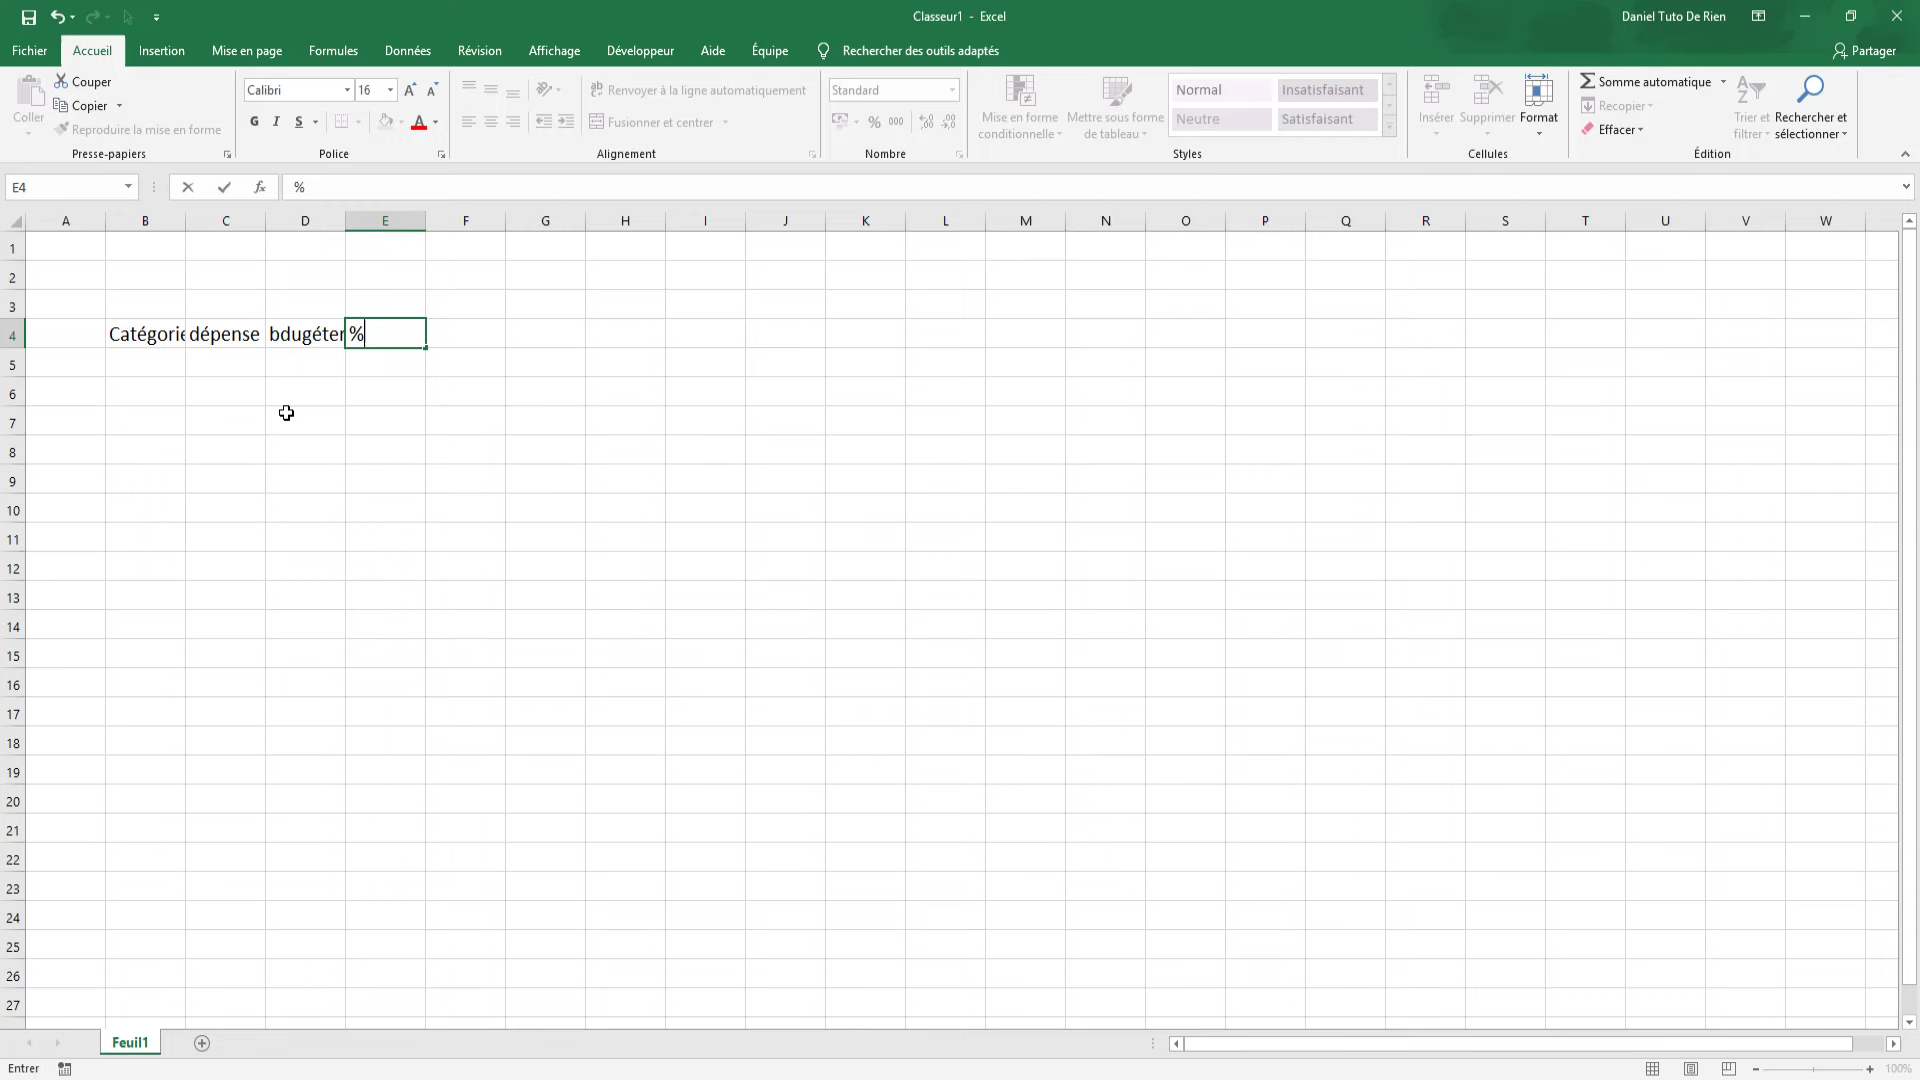 Classeur1 - Excel
Daniel Tuto De Rien
Fichier Accueil Insertion Mise en page Formules Données Révision Affichage Développeur Aide Équipe Rechercher des outils adaptés Partager
Coller
Couper
Copier
Reproduire la mise en forme
Presse-papiers
Calibri 16
G I S
Police
Renvoyer à la ligne automatiquement
Fusionner et centrer
Alignement
Standard
% 000
Nombre
Mise en forme conditionnelle
Mettre sous forme de tableau
Normal Insatisfaisant
Neutre Satisfaisant
Styles
Insérer Supprimer Format
Cellules
Somme automatique
Recopier
Effacer
Trier et filtrer
Rechercher et sélectionner
Édition
E4 fx %
A B C D E F G H I J K L M N O P Q R S T U V W
1
2
3
4 Catégorie dépense bdugéter %
5
6
7
8
9
10
11
12
13
14
15
16
17
18
19
20
21
22
23
24
25
26
27
Feuil1
Entrer 100%